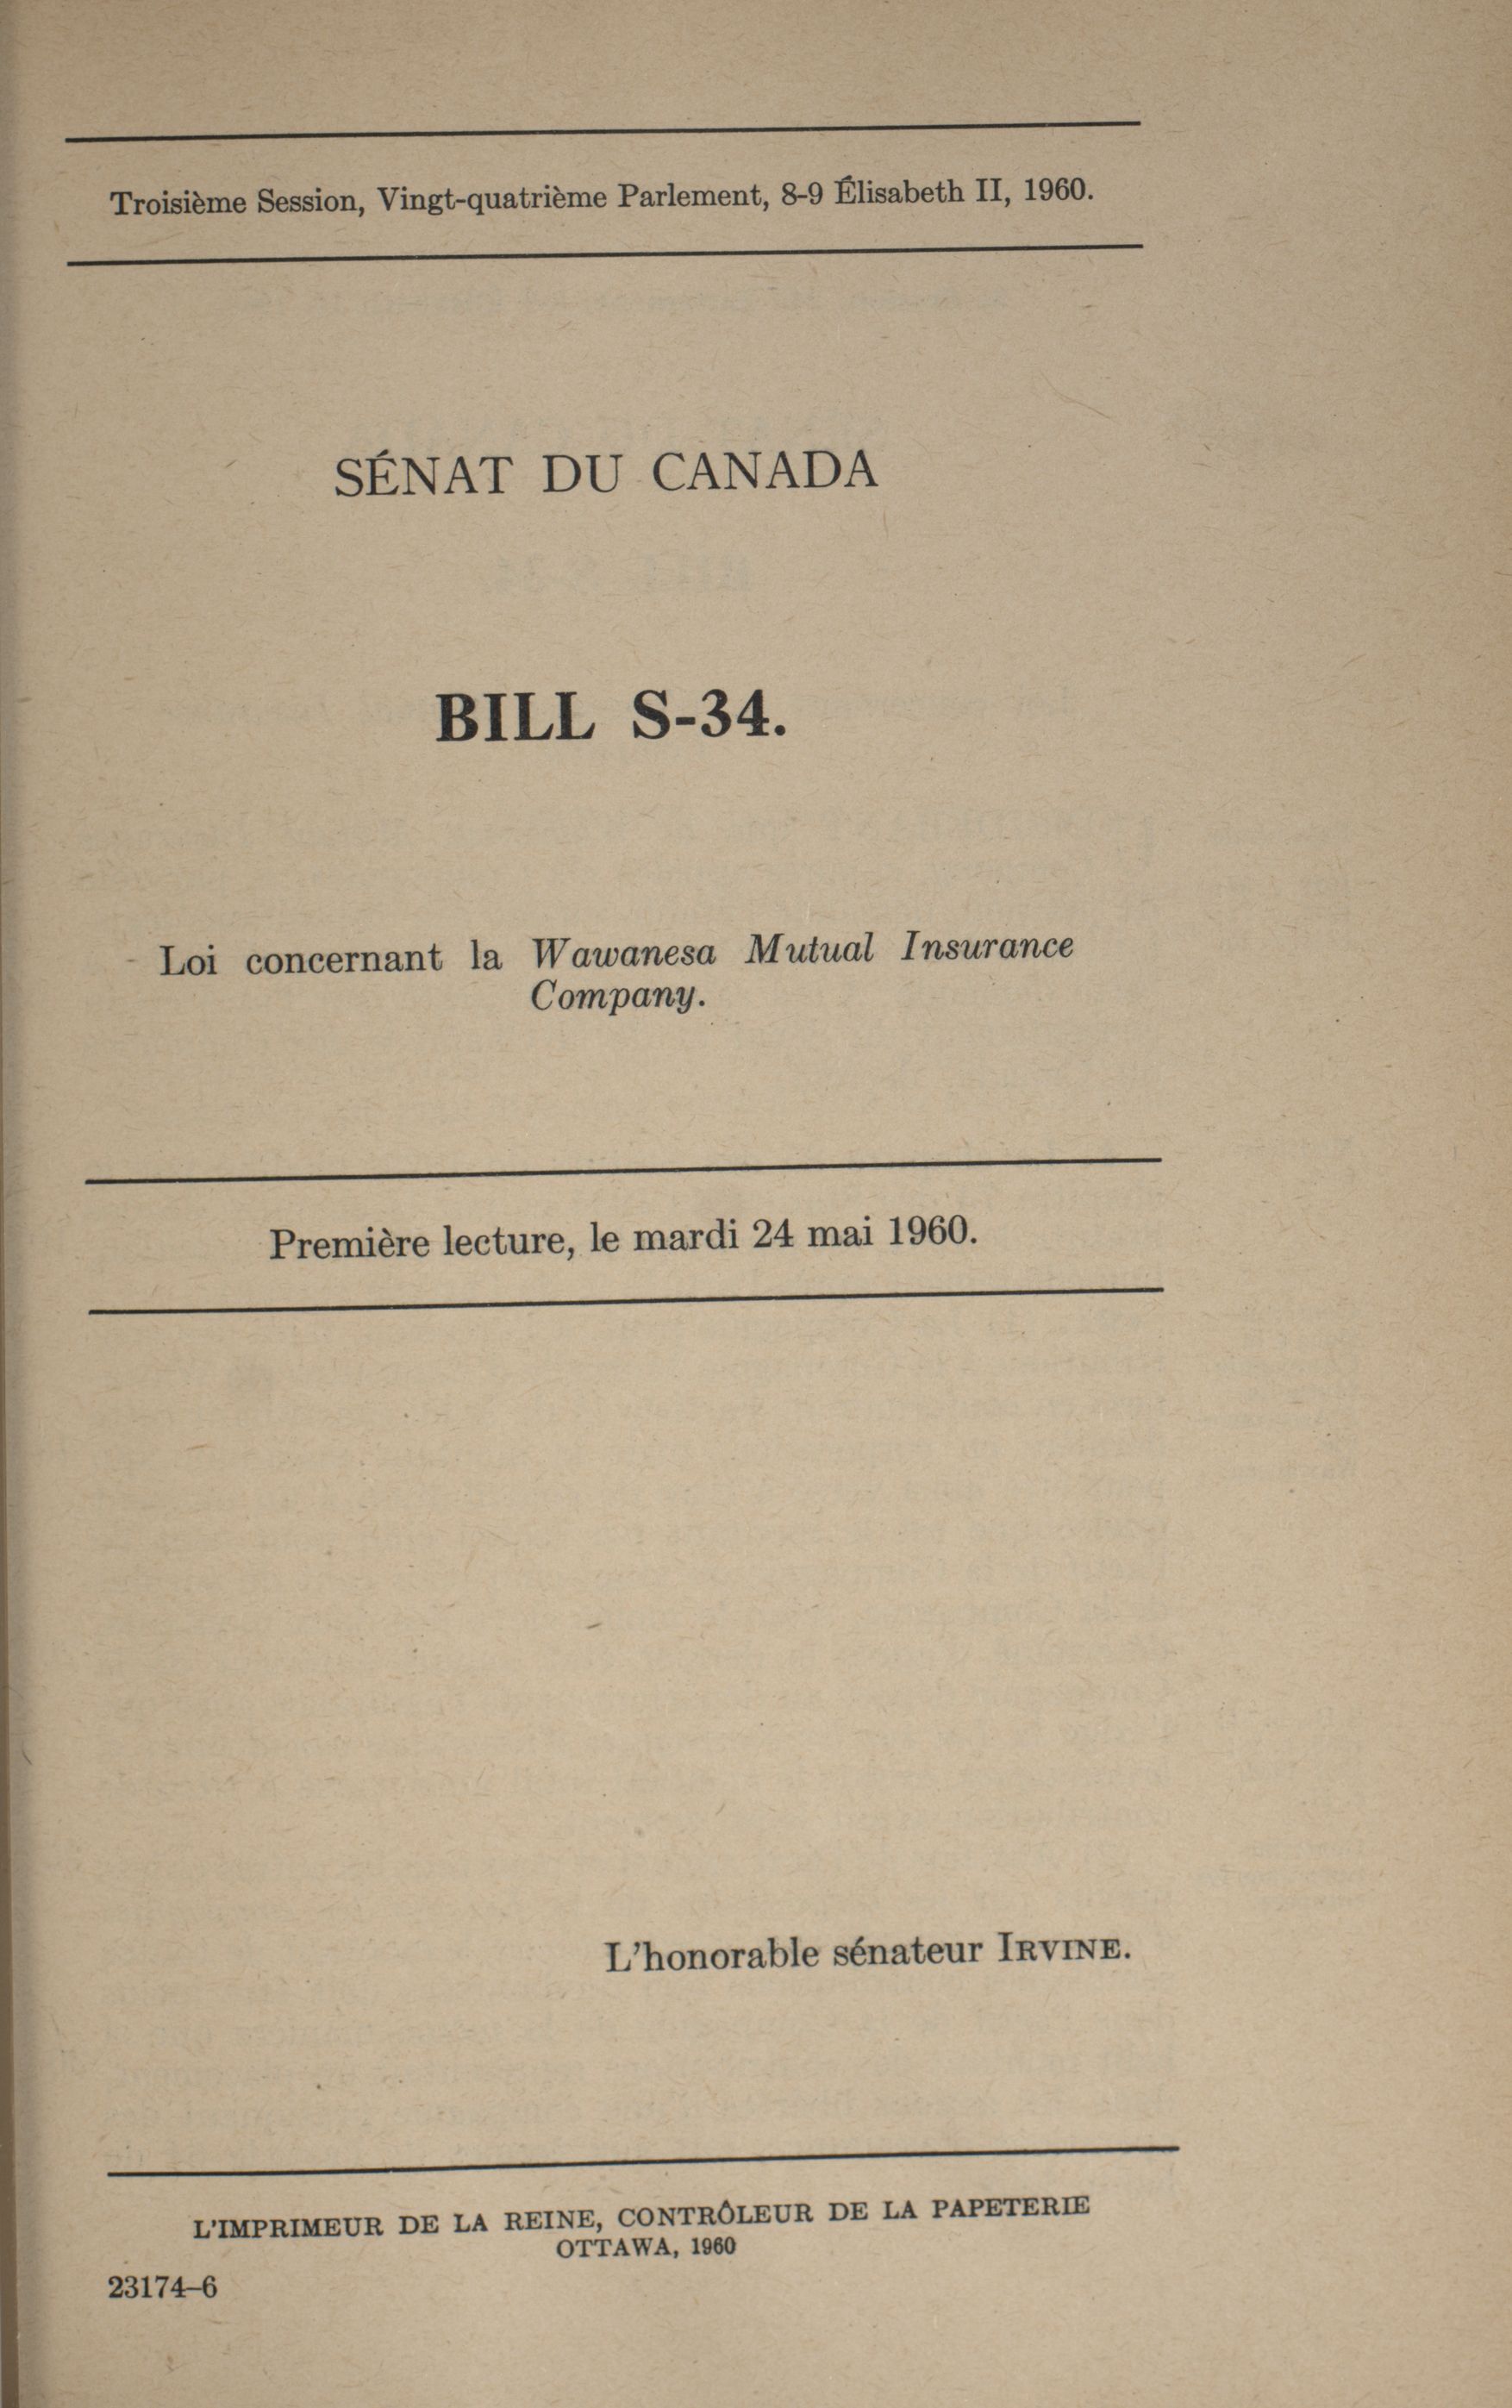 Troisième Session, Vingt-quatrième Parlement, 8-9 Élisabeth II, 1960.
SÉNAT DU CANADA
BILL S-34.
Loi concernant la Wawanesa Mutual Insurance
Company.
Première lecture, le mardi 24 mai 1960.
L'honorable sénateur IRVINE.
L'IMPRIMEUR DE LA REINE, CONTRÔLEUR DE LA PAPETERIE
OTTAWA, 1960
23174–6